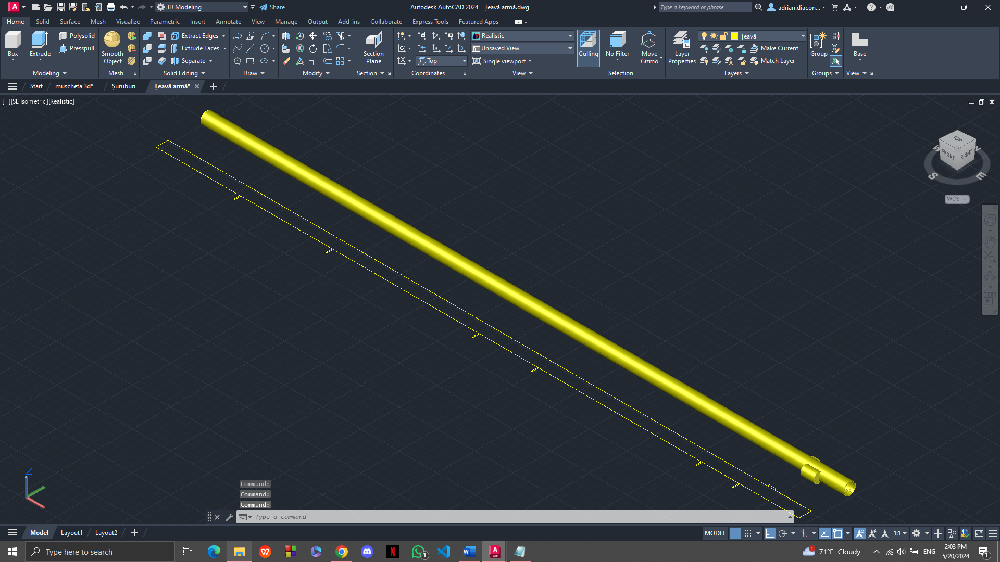 A 3D Modeling Share Autodesk AutoCAD 2024 Țeavă armă.dwg Type a keyword or phrase adrian.diacon... ?
Home Solid Surface Mesh Visualize Parametric Insert Annotate View Manage Output Add-ins Collaborate Express Tools Featured Apps
Box
Extrude
Polysolid
Presspull
Modeling
Smooth
Object
Mesh
Extract Edges
Extrude Faces
Separate
Solid Editing
Draw
Modify
Section
Plane
Section
Top
Coordinates
Realistic
Unsaved View
Single viewport
View
Culling
No Filter
Move
Gizmo
Selection
Layer
Properties
Țeavă
Make Current
Match Layer
Layers
Group
Groups
Base
View
Start muscheta 3d* Șuruburi Țeavă armă*
[−][SE Isometric][Realistic]
TOP
FRONT RIGHT
W N
S E
WCS
Z
Y
X
Command:
Command:
Command:
Type a command
Model Layout1 Layout2
MODEL 1:1
Type here to search
W
N
1
W
A
CAD
1
71°F Cloudy
ENG
2:03 PM
5/20/2024
1